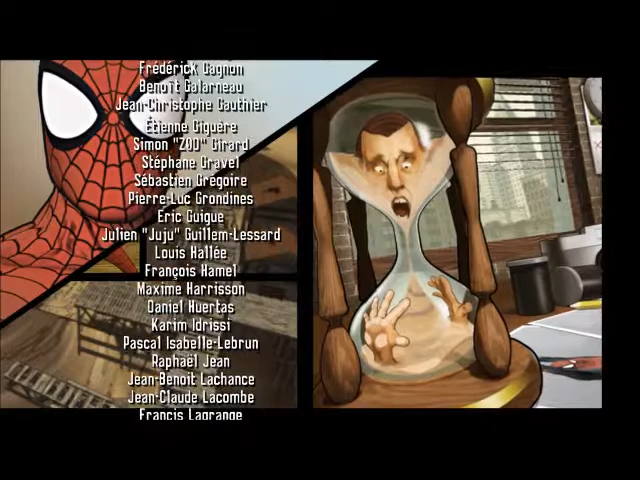 Frédérick Gagnon
Benoît Galarneau
Jean-Christophe Gauthier
Étienne Giguère
Simon "Z0D" Girard
Stéphane Gravel
Sébastien Grégoire
Pierre-Luc Grondines
Eric Guigue
Julien "Juju" Guillem-Lessard
Louis Hallée
François Hamel
Maxime Harrisson
Daniel Huertas
Karim Idrissi
Pascal Isabelle-Lebrun
Raphaël Jean
Jean-Benoit Lachance
Jean-Claude Lacombe
Francis Lagrange